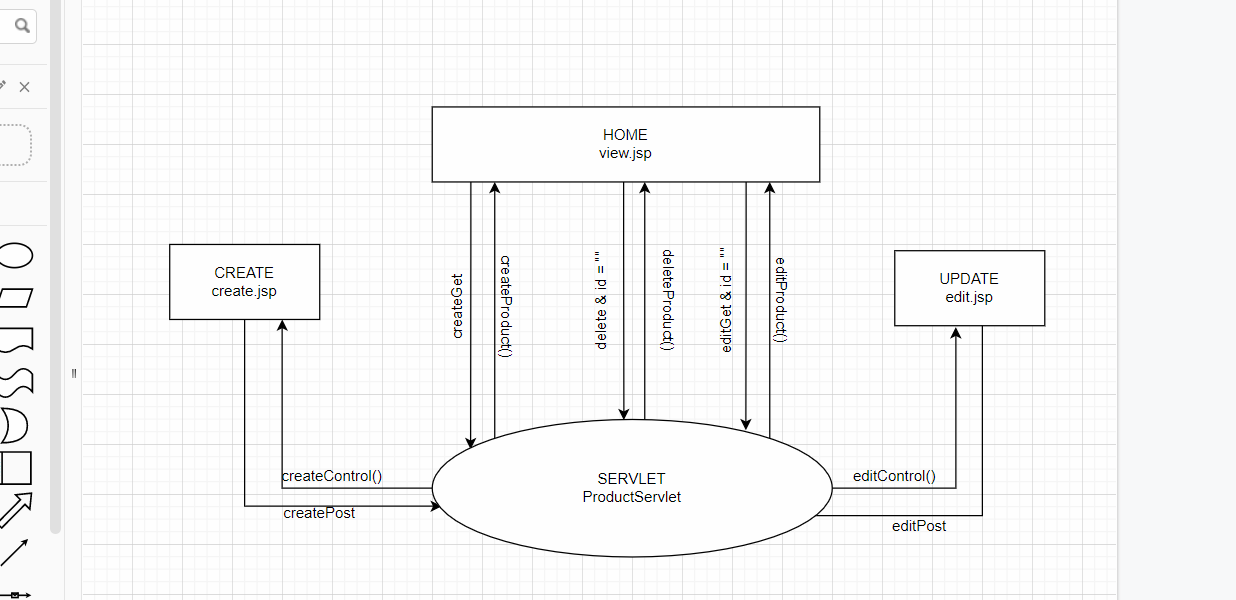 HOME
view.jsp
CREATE
create.jsp
createGet
createProduct()
delete & id = ""
deleteProduct()
editGet & id = ""
editProduct()
UPDATE
edit.jsp
createControl()
createPost
SERVLET
ProductServlet
editControl()
editPost